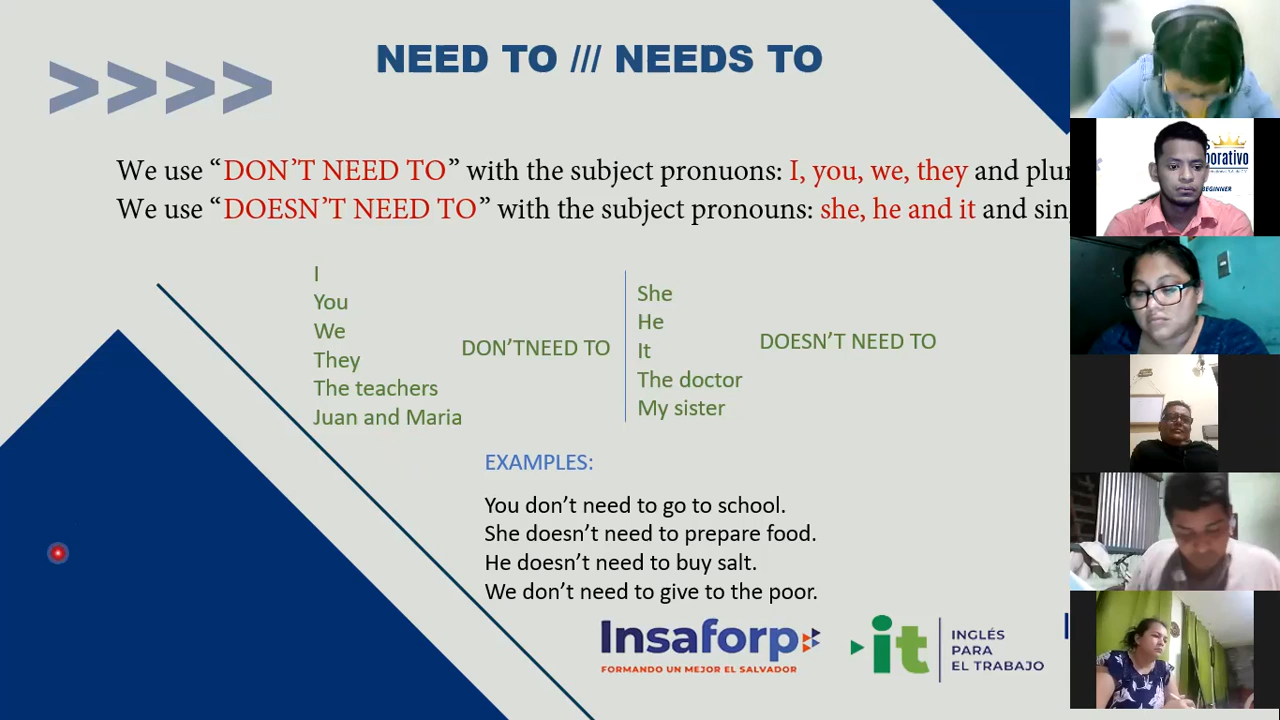 NEED TO /// NEEDS TO
>>>>
We use “DON’T NEED TO” with the subject pronuons: I, you, we, they and plu
We use “DOESN’T NEED TO” with the subject pronouns: she, he and it and sin
I
You
We
They
The teachers
Juan and Maria
DON’TNEED TO
She
He
It
The doctor
My sister
DOESN’T NEED TO
EXAMPLES:
You don’t need to go to school.
She doesn’t need to prepare food.
He doesn’t need to buy salt.
We don’t need to give to the poor.
Insaforp
FORMANDO UN MEJOR EL SALVADOR
it
INGLÉS
PARA
EL TRABAJO
orativo
BEGINNER